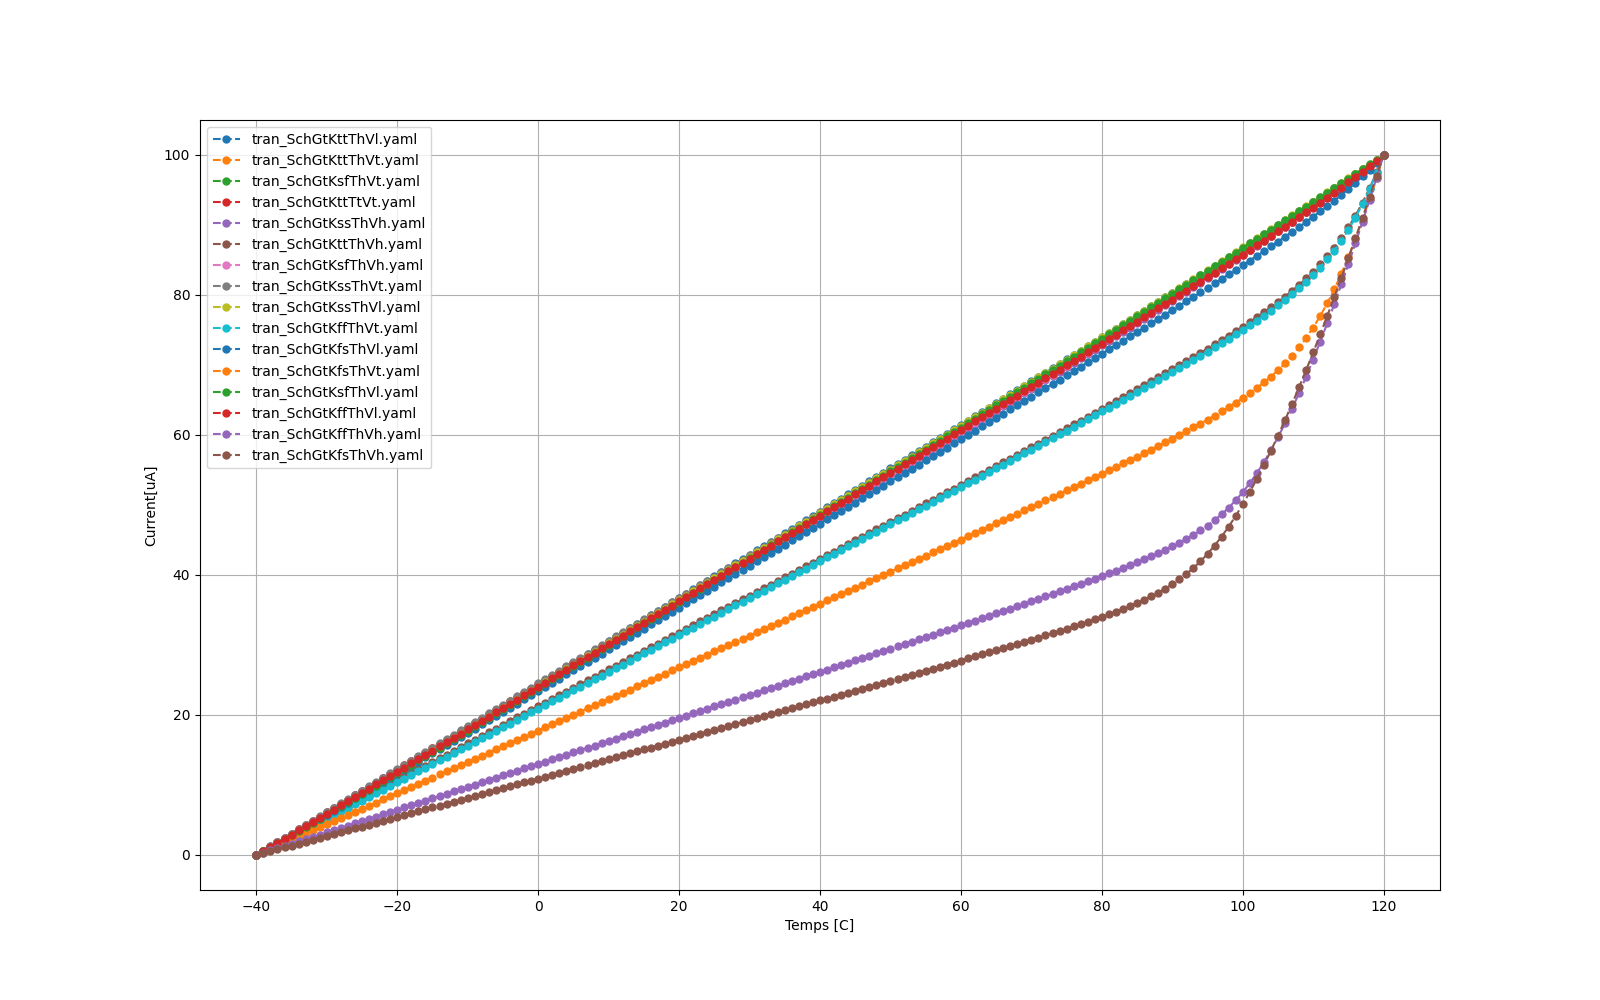 tran_SchGtKttThVl.yaml
tran_SchGtKttThVt.yaml
tran_SchGtKsfThVt.yaml
tran_SchGtKttTtVt.yaml
tran_SchGtKssThVh.yaml
tran_SchGtKttThVh.yaml
tran_SchGtKsfThVh.yaml
tran_SchGtKssThVt.yaml
tran_SchGtKssThVl.yaml
tran_SchGtKffThVt.yaml
tran_SchGtKfsThVl.yaml
tran_SchGtKfsThVt.yaml
tran_SchGtKsfThVl.yaml
tran_SchGtKffThVl.yaml
tran_SchGtKffThVh.yaml
tran_SchGtKfsThVh.yaml
100
80
60
40
20
0
Current[uA]
−40 −20 0 20 40 60 80 100 120
Temps [C]